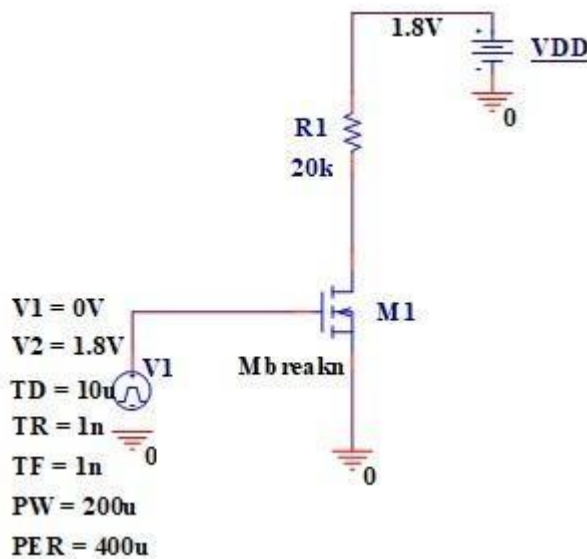 1.8V
VDD
0
R1
20k
M1
Mbreakn
0
V1 = 0V
V2 = 1.8V
V1
TD = 10u
TR = 1n
0
TF = 1n
PW = 200u
PER = 400u